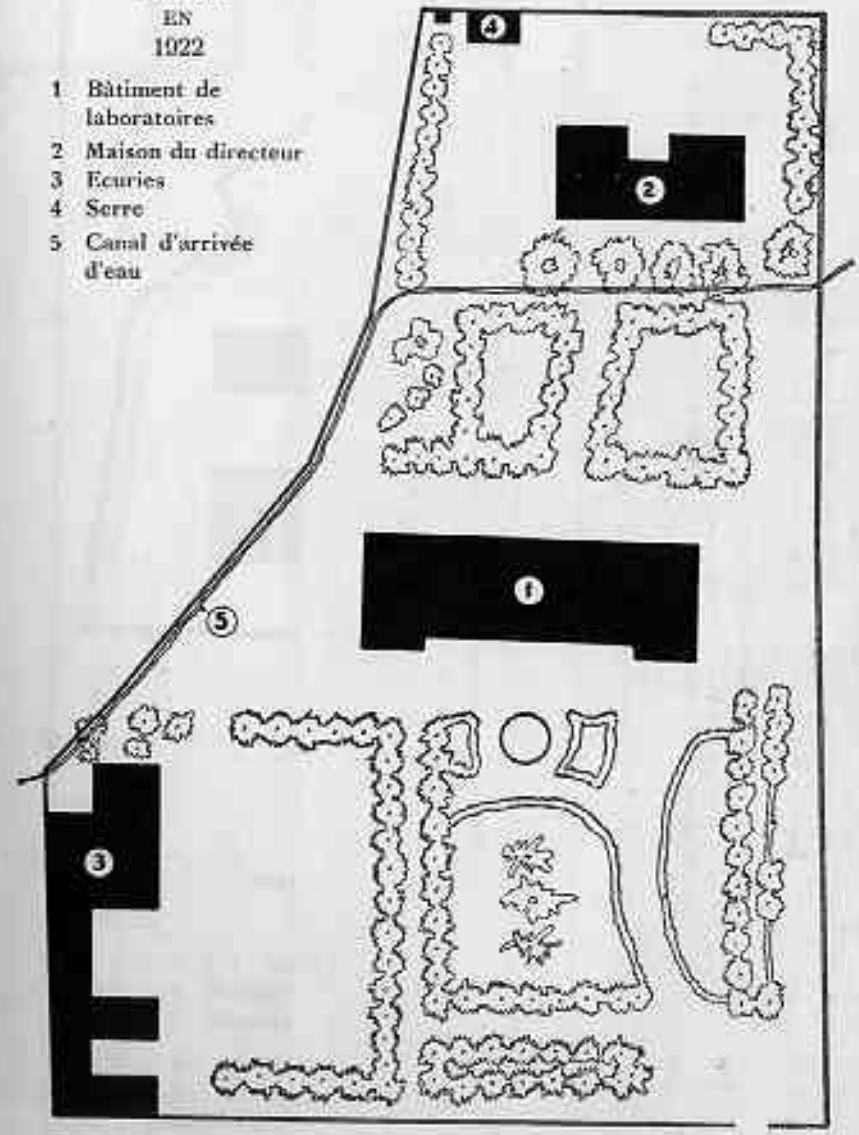 EN
1922
1 Bâtiment de
laboratoires
2 Maison du directeur
3 Ecuries
4 Serre
5 Canal d'arrivée
d'eau
4
2
1
5
3